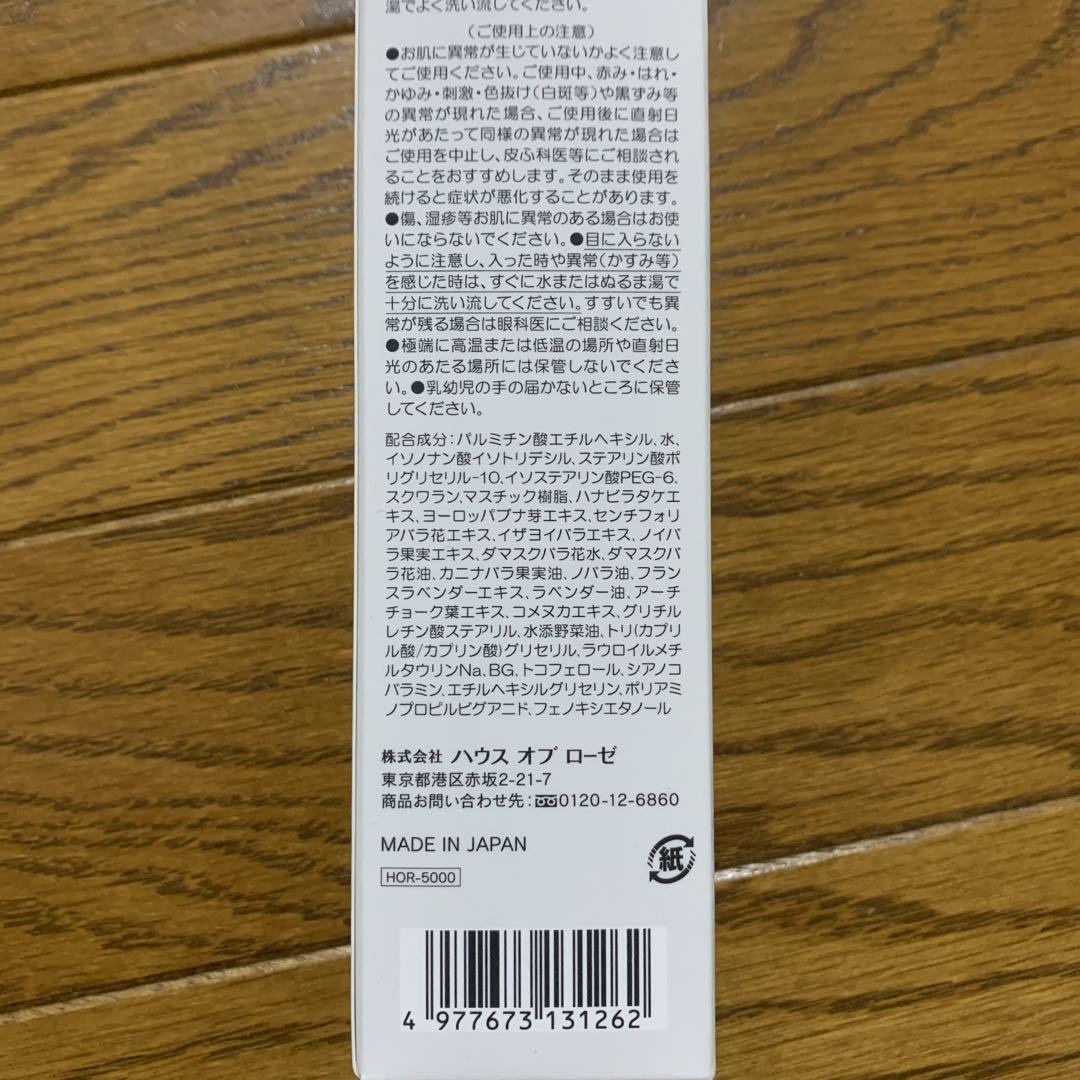 湯でよく洗い流してください。
〈ご使用上の注意〉
●お肌に異常が生じていないかよく注意し
てご使用ください。ご使用中、赤み・はれ・
かゆみ・刺激・色抜け(白斑等)や黒ずみ等
の異常が現れた場合、ご使用後に直射日
光があたって同様の異常が現れた場合は
ご使用を中止し、皮ふ科医等にご相談され
ることをおすすめします。そのまま使用を
続けると症状が悪化することがあります。
●傷、湿疹等お肌に異常のある場合はお使
いにならないでください。●目に入らない
ように注意し、入った時や異常(かすみ等)
を感じた時は、すぐに水またはぬるま湯で
十分に洗い流してください。すすいでも異
常が残る場合は眼科医にご相談ください。
●極端に高温または低温の場所や直射日
光のあたる場所には保管しないでくださ
い。●乳幼児の手の届かないところに保管
してください。
配合成分:パルミチン酸エチルヘキシル、水、
イソノナン酸イソトリデシル、ステアリン酸ポ
リグリセリル-10、イソステアリン酸PEG-6、
スクワラン、マスチック樹脂、ハナビラタケエ
キス、ヨーロッパブナ芽エキス、センチフォリ
アバラ花エキス、イザヨイバラエキス、ノイバ
ラ果実エキス、ダマスクバラ花水、ダマスクバ
ラ花油、カニナバラ果実油、ノバラ油、フラン
スラベンダーエキス、ラベンダー油、アーチ
チョーク葉エキス、コメヌカエキス、グリチル
レチン酸ステアリル、水添野菜油、トリ(カプリ
ル酸/カプリン酸)グリセリル、ラウロイルメチ
ルタウリンNa、BG、トコフェロール、シアノコ
バラミン、エチルヘキシルグリセリン、ポリアミ
ノプロピルビグアニド、フェノキシエタノール
株式会社 ハウス オブ ローゼ
東京都港区赤坂2-21-7
商品お問い合わせ先:0120-12-6860
MADE IN JAPAN
紙
HOR-5000
4 977673 131262